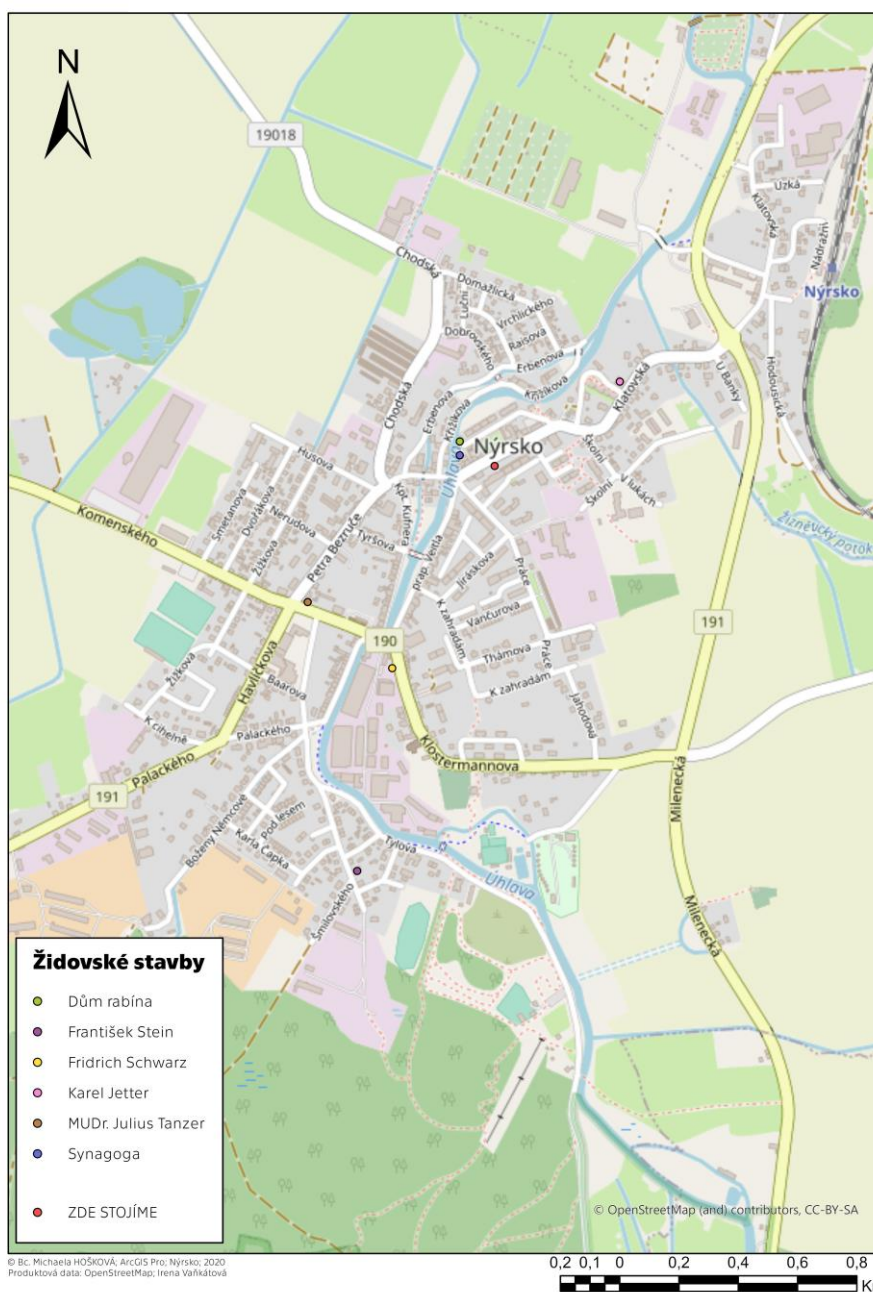 N
19018
Úzká
Klatovská
Nádražní
Nýrsko
Chodská
Domažlická
Luční
Vrchlického
Raisova
Dobrovského
Erbenova
Hodousická
U Banky
Klatovská
Křižíkova
Erbenova
Křižíkova
Chodská
Nýrsko
Úhlava
Školní
V lukách
Školní
Husova
Smetanova
Dvořákova
Nerudova
Žižkova
Komenského
Kpt. Kufnera
Tyršova
Petra Bezruče
prap. Veitla
Jiráskova
Práce
Žiznětický potok
K zahradám
Vančurova
190
191
Thámova
Práce
K zahradám
Jahodová
Havlíčkova
Baarova
Žižkova
K cihelně
Palackého
Palackého
Klostermannova
191
Milenecká
Boženy Němcové
Pod lesem
Karla Čapka
Tylova
Úhlava
Šmilovského
Milenecká
Židovské stavby
Dům rabína
František Stein
Fridrich Schwarz
Karel Jetter
MUDr. Julius Tanzer
Synagoga
ZDE STOJÍME
© OpenStreetMap (and) contributors, CC-BY-SA
© Bc. Michaela HOŠKOVÁ; ArcGIS Pro; Nýrsko; 2020
Produktová data: OpenStreetMap; Irena Vaňkátová
0,2 0,1 0 0,2 0,4 0,6 0,8